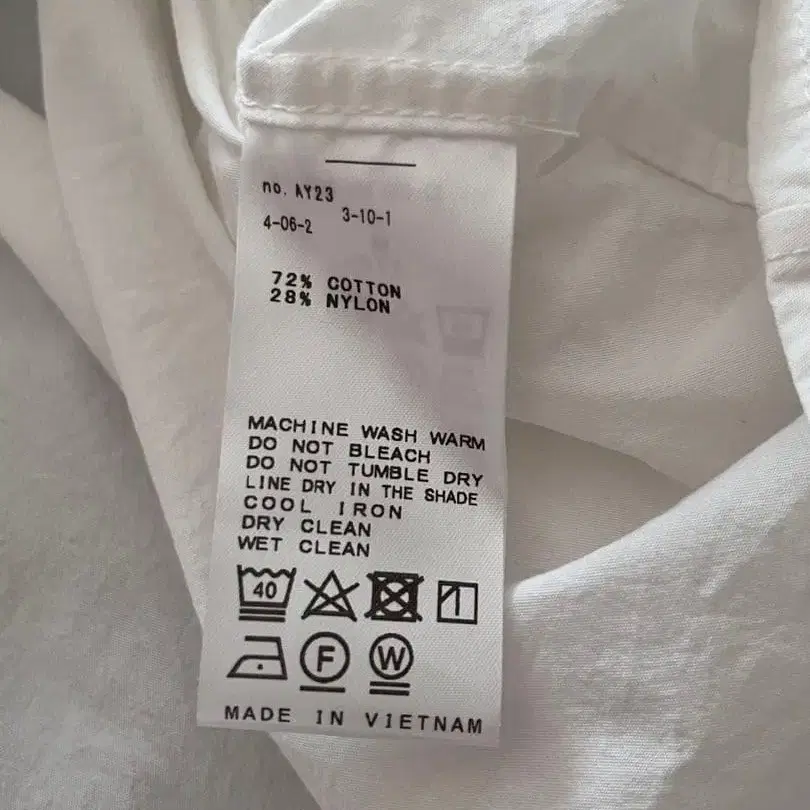 no. AY23
4-06-2 3-10-1
72% COTTON
28% NYLON
MACHINE WASH WARM
DO NOT BLEACH
DO NOT TUMBLE DRY
LINE DRY IN THE SHADE
COOL IRON
DRY CLEAN
WET CLEAN
40
F W
MADE IN VIETNAM